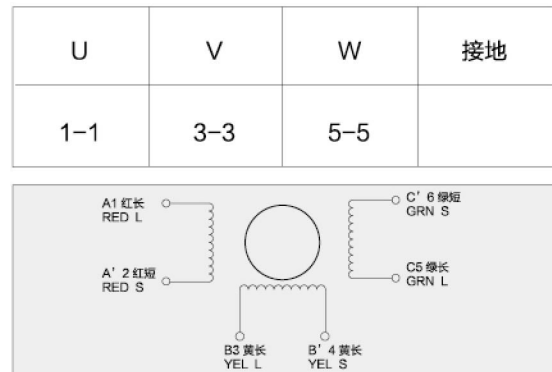 U V W 接地
1-1 3-3 5-5
A1 红长
RED L
C' 6 绿短
GRN S
A' 2 红短
RED S
C5 绿长
GRN L
B3 黄长
YEL L
B' 4 黄长
YEL S